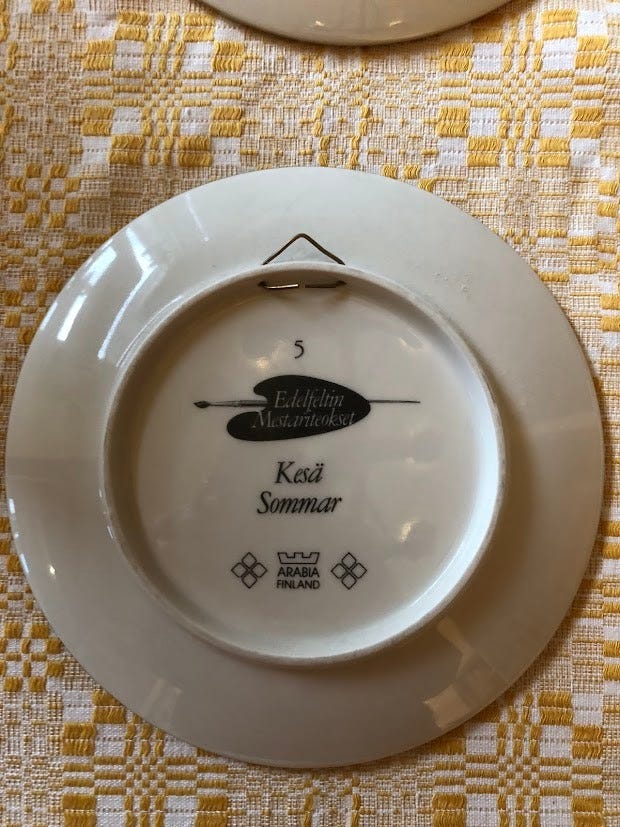 5
Edelfeltin
Mestariteokset
Kesä
Sommar
ARABIA
FINLAND